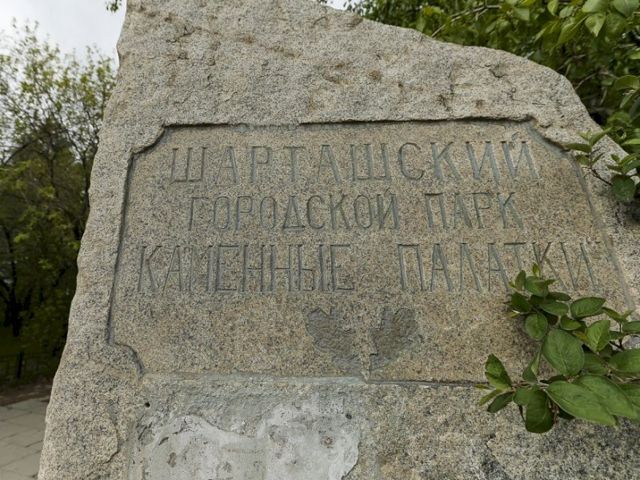 ШАРТАШСКИЙ
ГОРОДСКОЙ ПАРК
КАМЕННЫЕ ПАЛАТКИ